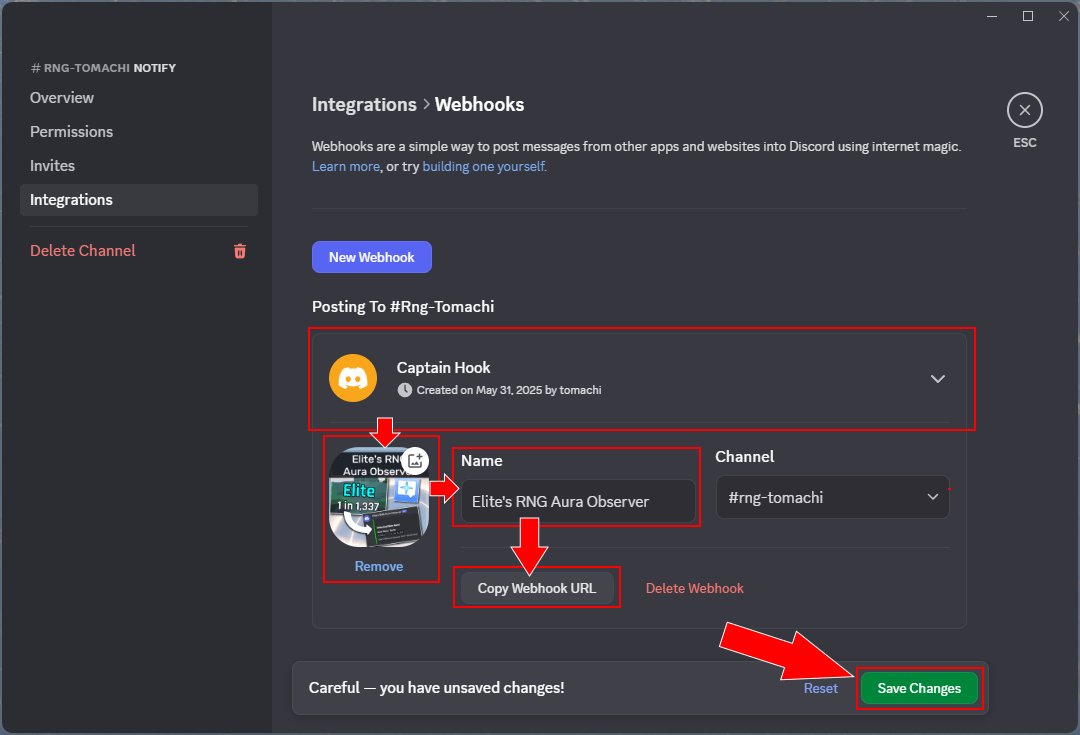 # RNG-TOMACHI NOTIFY
Overview
Permissions
Invites
Integrations
Delete Channel
Integrations > Webhooks
ESC
Webhooks are a simple way to post messages from other apps and websites into Discord using internet magic.
Learn more, or try building one yourself.
New Webhook
Posting To #Rng-Tomachi
Captain Hook
Created on May 31, 2025 by tomachi
Elite's RNG
Aura Observe
Elite
1 in 1,337
Remove
Name
Elite's RNG Aura Observer
Channel
#rng-tomachi
Copy Webhook URL
Delete Webhook
Careful — you have unsaved changes!
Reset
Save Changes